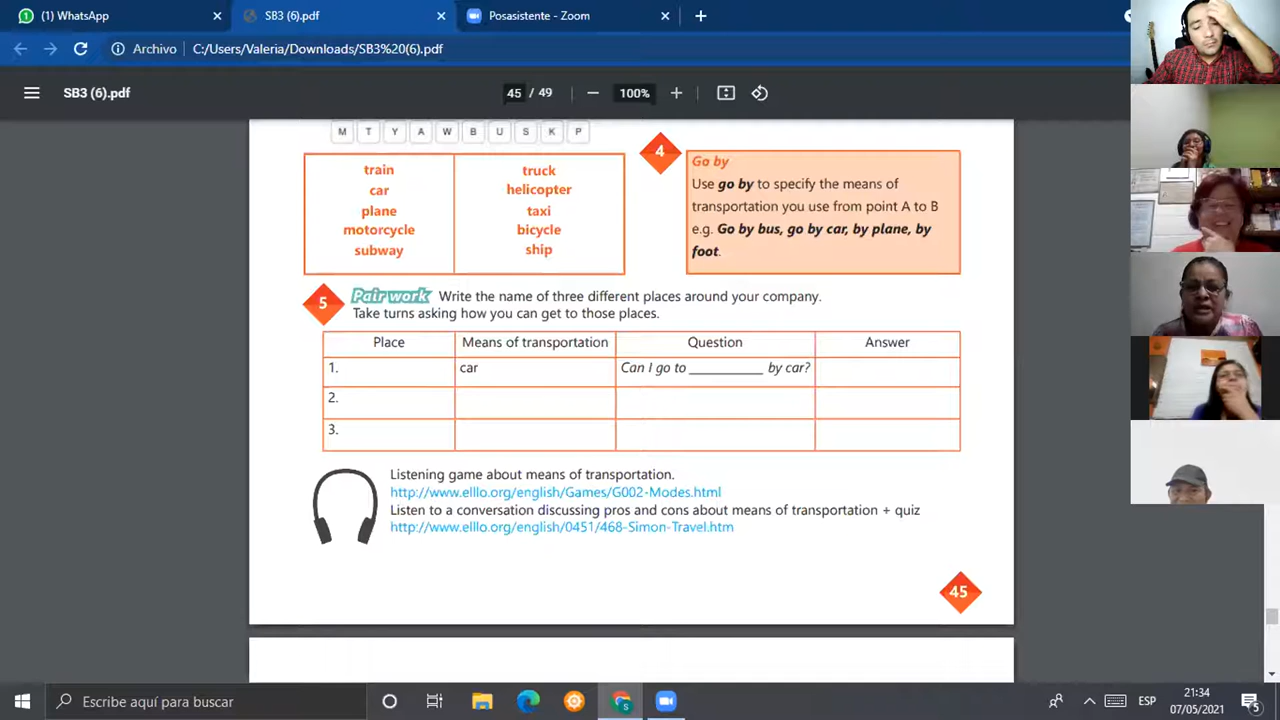 (1) WhatsApp
SB3 (6).pdf
Posasistente - Zoom
Archivo
C:/Users/Valeria/Downloads/SB3%20(6).pdf
SB3 (6).pdf
45 / 49
100%
M T Y A W B U S K P
train
car
plane
motorcycle
subway
truck
helicopter
taxi
bicycle
ship
4
Go by
Use go by to specify the means of
transportation you use from point A to B
e.g. Go by bus, go by car, by plane, by
foot.
5
Pair work Write the name of three different places around your company.
Take turns asking how you can get to those places.
Place Means of transportation Question Answer
1. car Can I go to __________ by car?
2.
3.
Listening game about means of transportation.
http://www.elllo.org/english/Games/G002-Modes.html
Listen to a conversation discussing pros and cons about means of transportation + quiz
http://www.elllo.org/english/0451/468-Simon-Travel.htm
45
Escribe aquí para buscar
ESP
21:34
07/05/2021
5